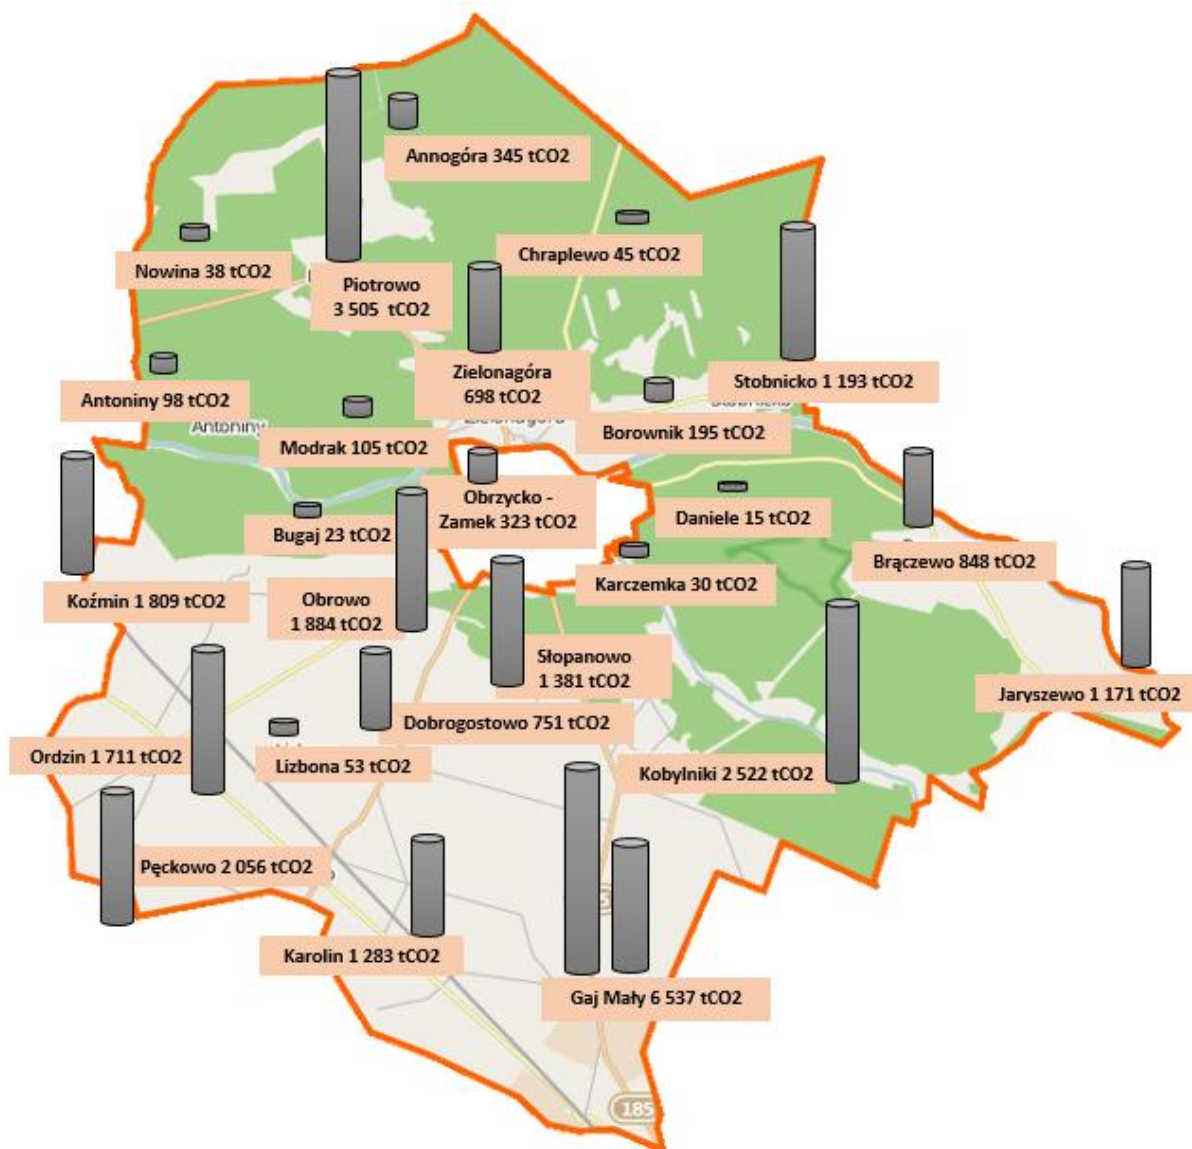 Annogóra 345 tCO2
Chraplewo 45 tCO2
Nowina 38 tCO2
Piotrowo
3 505 tCO2
Zielonagóra
698 tCO2
Stobnicko 1 193 tCO2
Antoniny 98 tCO2
Antoniny
Modrak 105 tCO2
Borownik 195 tCO2
Obrzycko -
Zamek 323 tCO2
Daniele 15 tCO2
Bugaj 23 tCO2
Brączewo 848 tCO2
Karczemka 30 tCO2
Koźmin 1 809 tCO2
Obrowo
1 884 tCO2
Słopanowo
1 381 tCO2
Jaryszewo 1 171 tCO2
Dobrogostowo 751 tCO2
Ordzin 1 711 tCO2
Lizbona 53 tCO2
Kobylniki 2 522 tCO2
Pęckowo 2 056 tCO2
Karolin 1 283 tCO2
Gaj Mały 6 537 tCO2
185